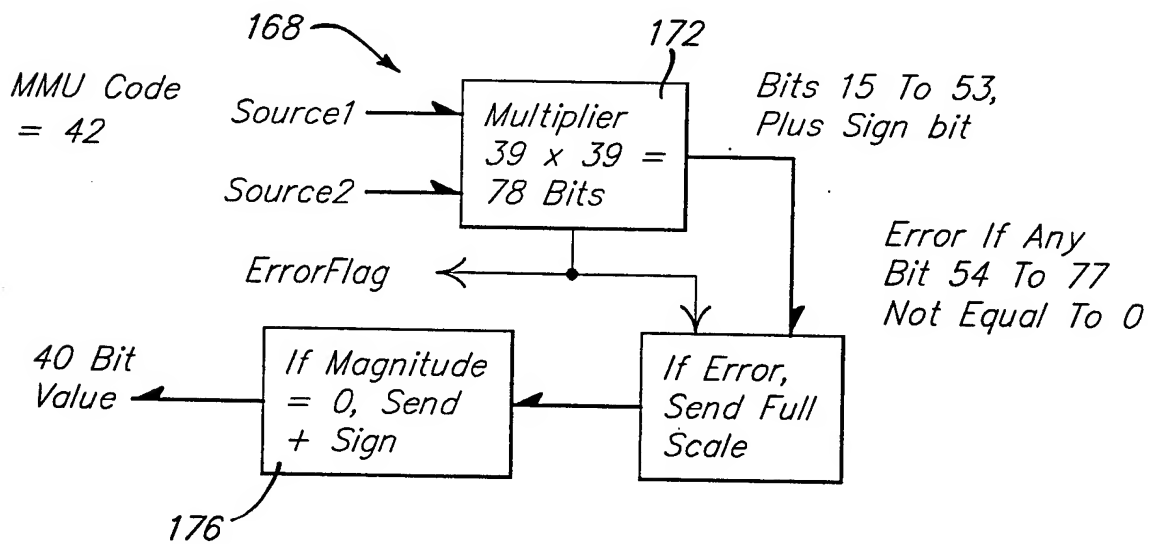 168
172
MMU Code
= 42
Source1
Source2
Multiplier
39 x 39 =
78 Bits
Bits 15 To 53,
Plus Sign bit
Error If Any
Bit 54 To 77
Not Equal To 0
ErrorFlag
40 Bit
Value
If Magnitude
= 0, Send
+ Sign
If Error,
Send Full
Scale
176